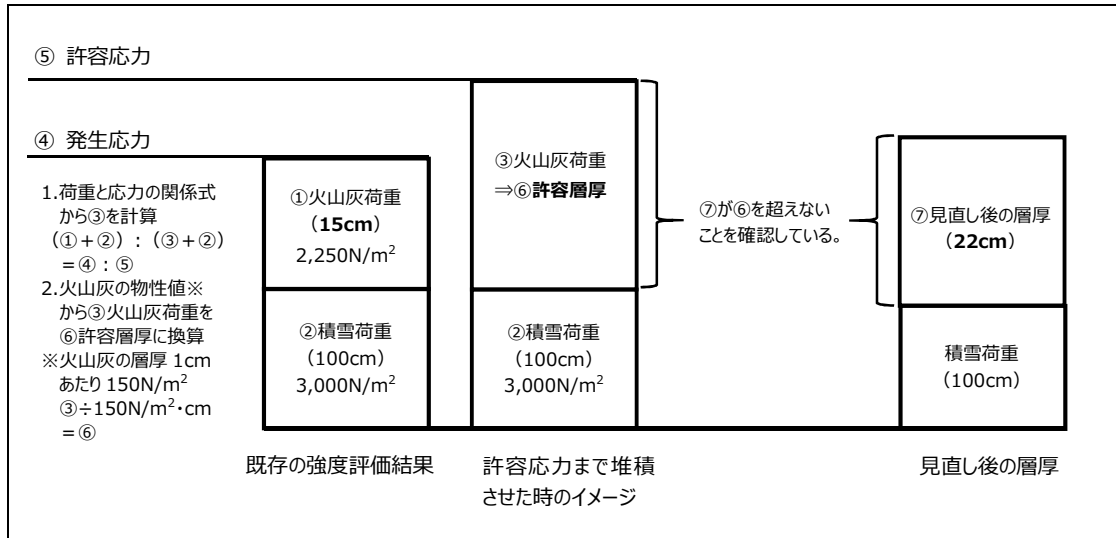 ⑤ 許容応力
④ 発生応力
1.荷重と応力の関係式
から③を計算
(①+②):(③+②)
=④:⑤
2.火山灰の物性値※
から③火山灰荷重を
⑥許容層厚に換算
※火山灰の層厚 1cm
あたり 150N/m²
③÷150N/m²・cm
=⑥
①火山灰荷重
(15cm)
2,250N/m²
②積雪荷重
(100cm)
3,000N/m²
既存の強度評価結果
③火山灰荷重
⇒⑥許容層厚
②積雪荷重
(100cm)
3,000N/m²
許容応力まで堆積
させた時のイメージ
⑦が⑥を超えない
ことを確認している。
⑦見直し後の層厚
(22cm)
積雪荷重
(100cm)
見直し後の層厚